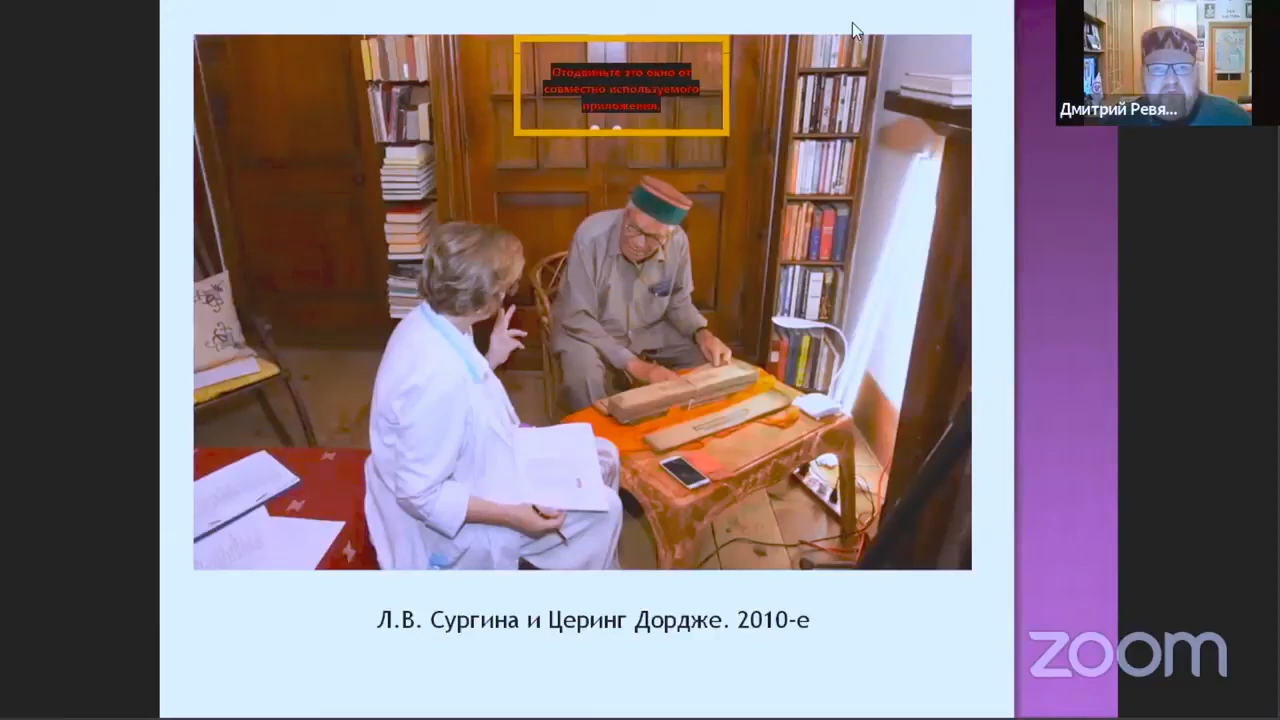 Отодвиньте это окно от
совместно используемого
приложения.
Дмитрий Ревя...
Л.В. Сургина и Церинг Дордже. 2010-е
zoom